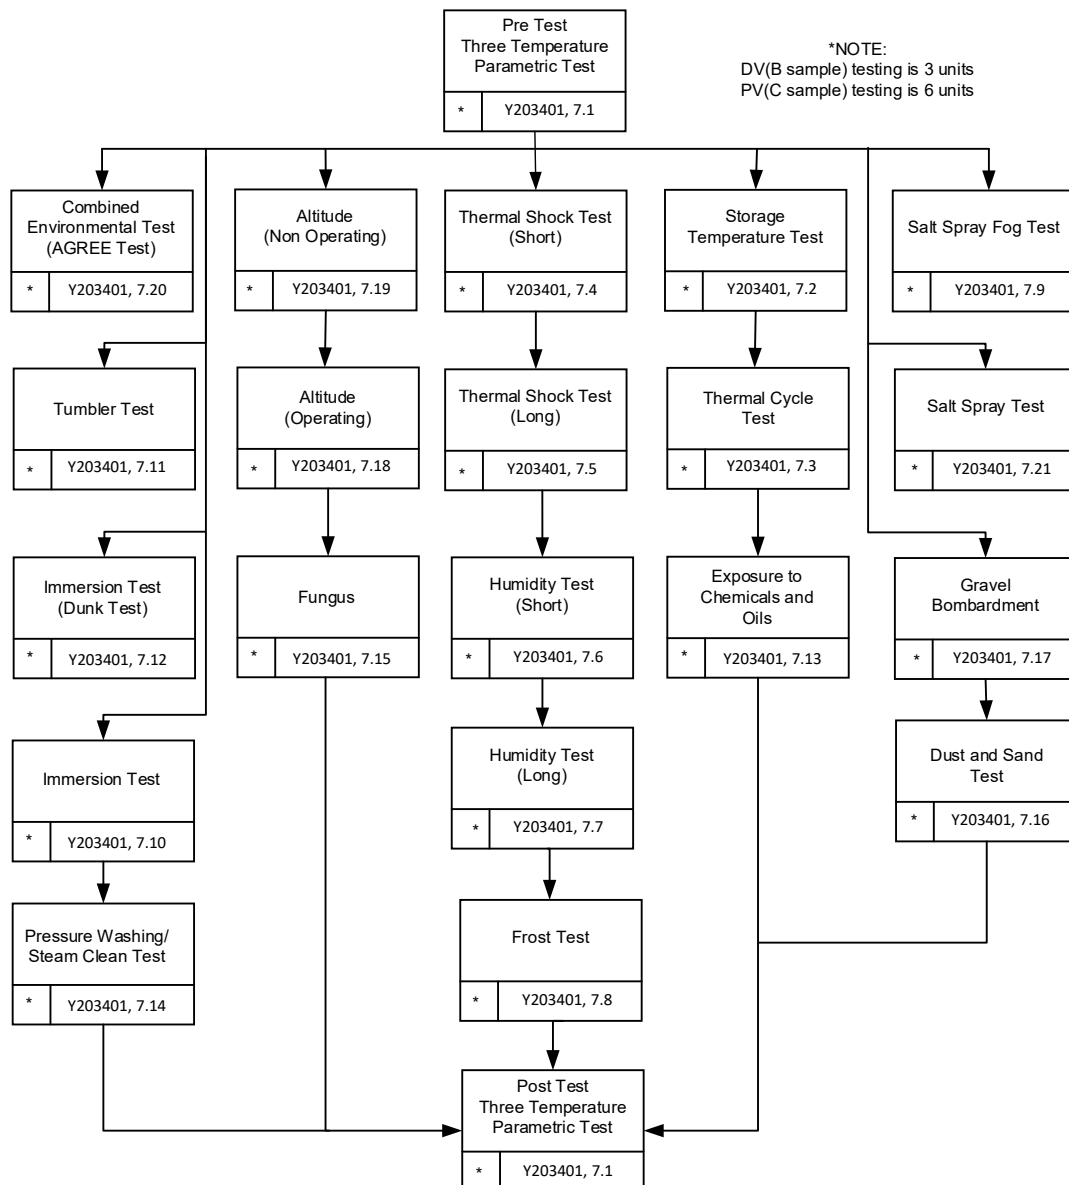 Pre Test
Three Temperature
Parametric Test
* Y203401, 7.1
*NOTE:
DV(B sample) testing is 3 units
PV(C sample) testing is 6 units
Combined
Environmental Test
(AGREE Test)
* Y203401, 7.20
Altitude
(Non Operating)
* Y203401, 7.19
Thermal Shock Test
(Short)
* Y203401, 7.4
Storage
Temperature Test
* Y203401, 7.2
Salt Spray Fog Test
* Y203401, 7.9
Tumbler Test
* Y203401, 7.11
Altitude
(Operating)
* Y203401, 7.18
Thermal Shock Test
(Long)
* Y203401, 7.5
Thermal Cycle
Test
* Y203401, 7.3
Salt Spray Test
* Y203401, 7.21
Immersion Test
(Dunk Test)
* Y203401, 7.12
Fungus
* Y203401, 7.15
Humidity Test
(Short)
* Y203401, 7.6
Exposure to
Chemicals and
Oils
* Y203401, 7.13
Gravel
Bombardment
* Y203401, 7.17
Immersion Test
* Y203401, 7.10
Humidity Test
(Long)
* Y203401, 7.7
Dust and Sand
Test
* Y203401, 7.16
Pressure Washing/
Steam Clean Test
* Y203401, 7.14
Frost Test
* Y203401, 7.8
Post Test
Three Temperature
Parametric Test
* Y203401, 7.1